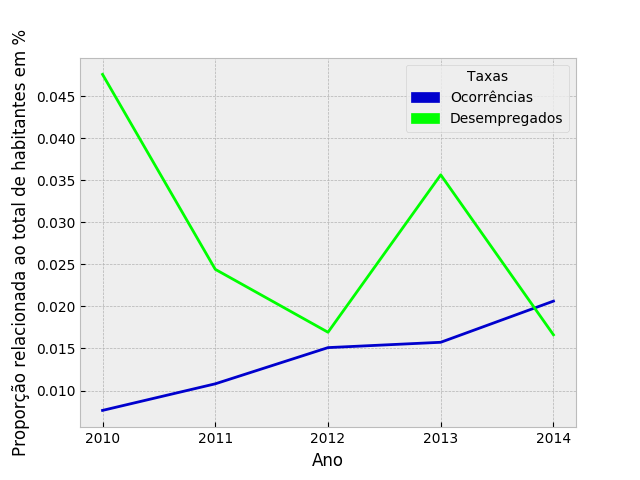 Proporção relacionada ao total de habitantes em %
0.045
0.040
0.035
0.030
0.025
0.020
0.015
0.010
Taxas
Ocorrências
Desempregados
2010 2011 2012 2013 2014
Ano